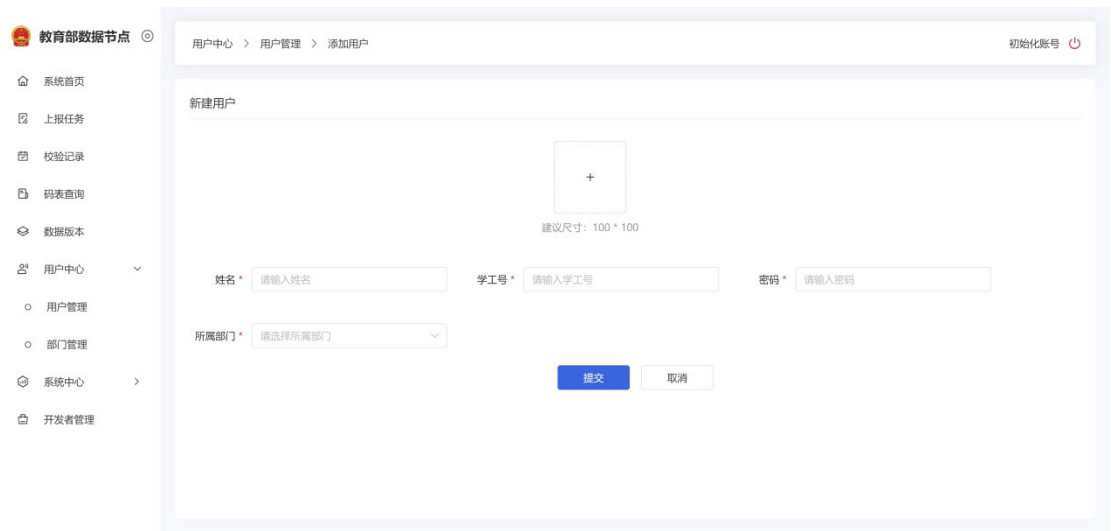 教育部数据节点
用户中心 > 用户管理 > 添加用户
初始化账号
系统首页
上报任务
校验记录
码表查询
数据版本
用户中心
用户管理
部门管理
系统中心
开发者管理
新建用户
+
建议尺寸：100 * 100
姓名 * 请输入姓名
学工号 * 请输入学工号
密码 * 请输入密码
所属部门 * 请选择所属部门
提交
取消